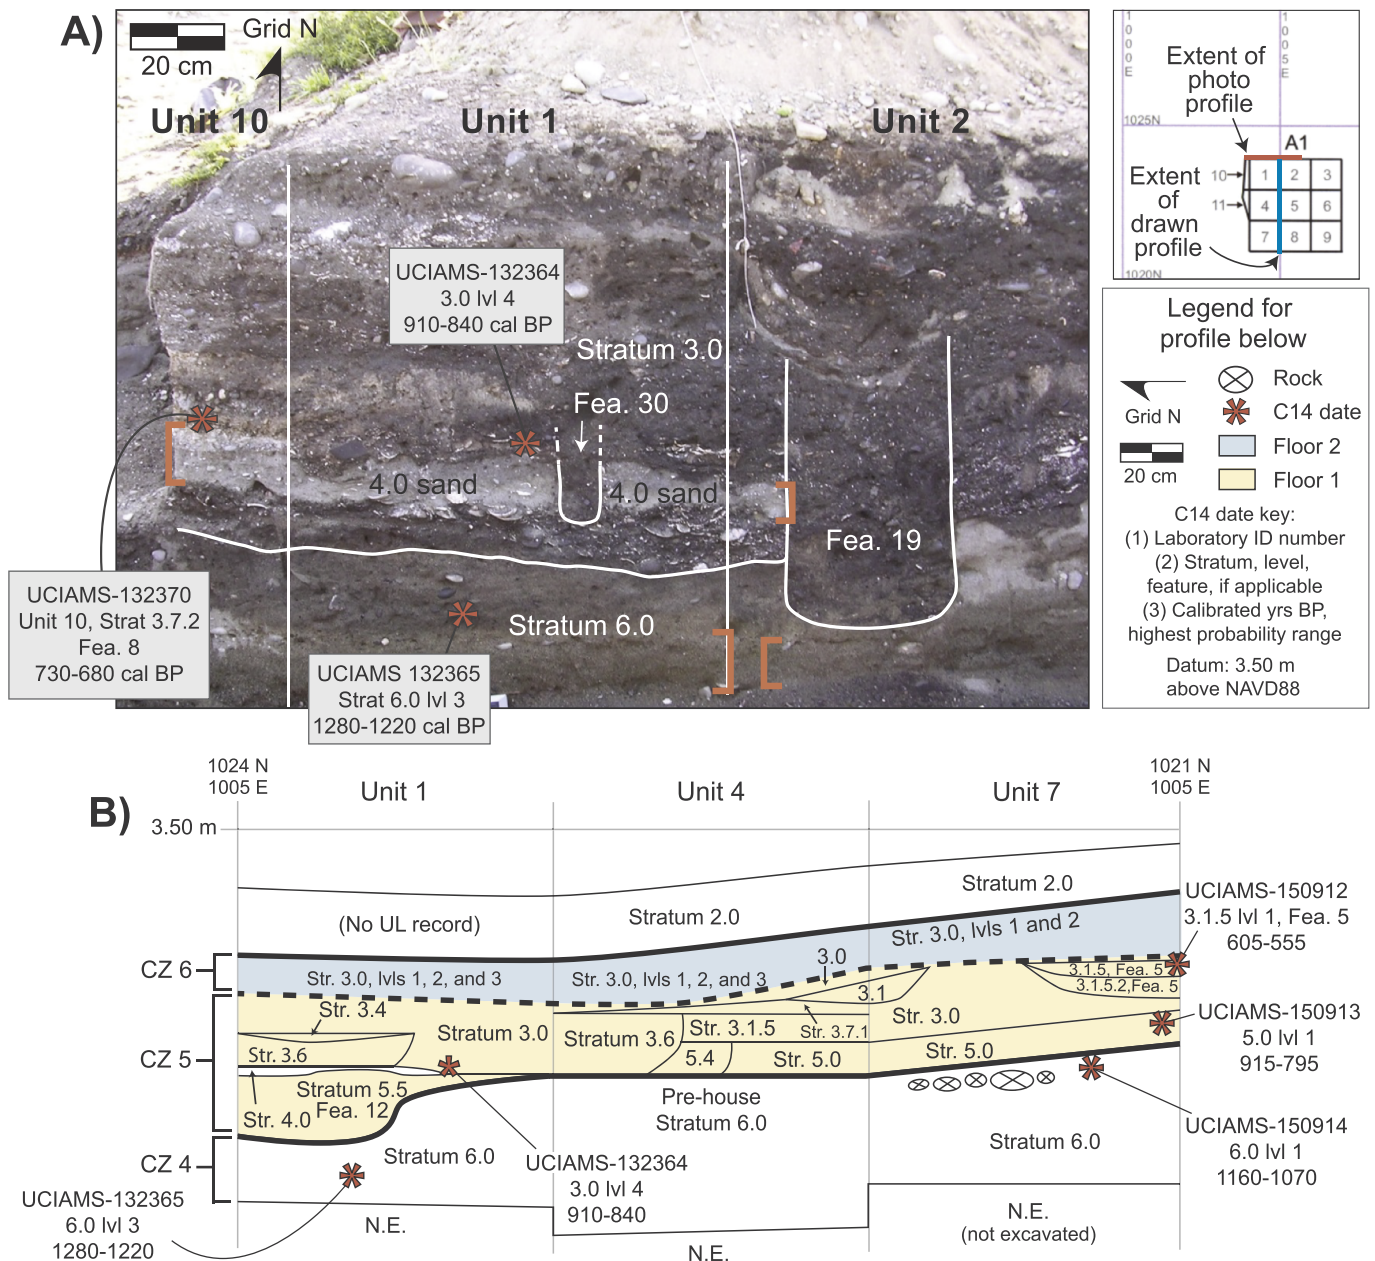 A)
20 cm
Grid N
Unit 10
Unit 1
Unit 2
UCIAMS-132364
3.0 lvl 4
910-840 cal BP
Stratum 3.0
Fea. 30
4.0 sand
4.0 sand
Fea. 19
Stratum 6.0
UCIAMS-132370
Unit 10, Strat 3.7.2
Fea. 8
730-680 cal BP
UCIAMS 132365
Strat 6.0 lvl 3
1280-1220 cal BP
1000E
1005E
Extent of
photo
profile
1025N
A1
10
11
1 2 3
4 5 6
7 8 9
Extent
of
drawn
profile
1020N
Legend for
profile below
Grid N
20 cm
Rock
C14 date
Floor 2
Floor 1
C14 date key:
(1) Laboratory ID number
(2) Stratum, level,
feature, if applicable
(3) Calibrated yrs BP,
highest probability range
Datum: 3.50 m
above NAVD88
B)
1024 N
1005 E
Unit 1
Unit 4
Unit 7
1021 N
1005 E
3.50 m
(No UL record)
Stratum 2.0
Stratum 2.0
CZ 6
Str. 3.0, lvls 1, 2, and 3
Str. 3.0, lvls 1, 2, and 3
3.0
Str. 3.0, lvls 1 and 2
UCIAMS-150912
3.1.5 lvl 1, Fea. 5
605-555
CZ 5
Str. 3.4
Str. 3.6
Stratum 3.0
Stratum 3.6
Str. 3.1.5
3.1
Str. 3.7.1
5.4
Str. 5.0
Str. 3.0
3.1.5, Fea. 5
3.1.5.2,Fea. 5
Str. 5.0
UCIAMS-150913
5.0 lvl 1
915-795
Stratum 5.5
Fea. 12
Str. 4.0
Pre-house
Stratum 6.0
CZ 4
Stratum 6.0
Stratum 6.0
UCIAMS-150914
6.0 lvl 1
1160-1070
UCIAMS-132364
3.0 lvl 4
910-840
UCIAMS-132365
6.0 lvl 3
1280-1220
N.E.
N.E.
N.E.
(not excavated)